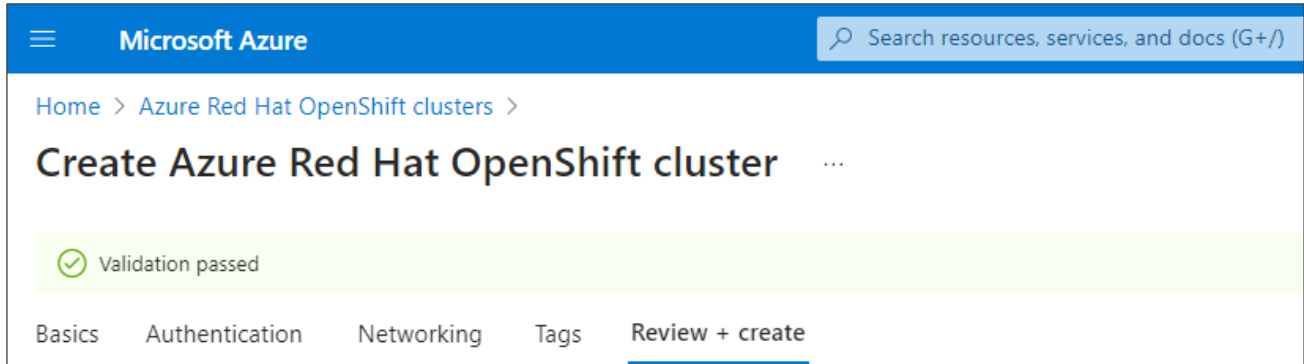 Microsoft Azure Search resources, services, and docs (G+/)
Home > Azure Red Hat OpenShift clusters >
Create Azure Red Hat OpenShift cluster ...
Validation passed
Basics Authentication Networking Tags Review + create